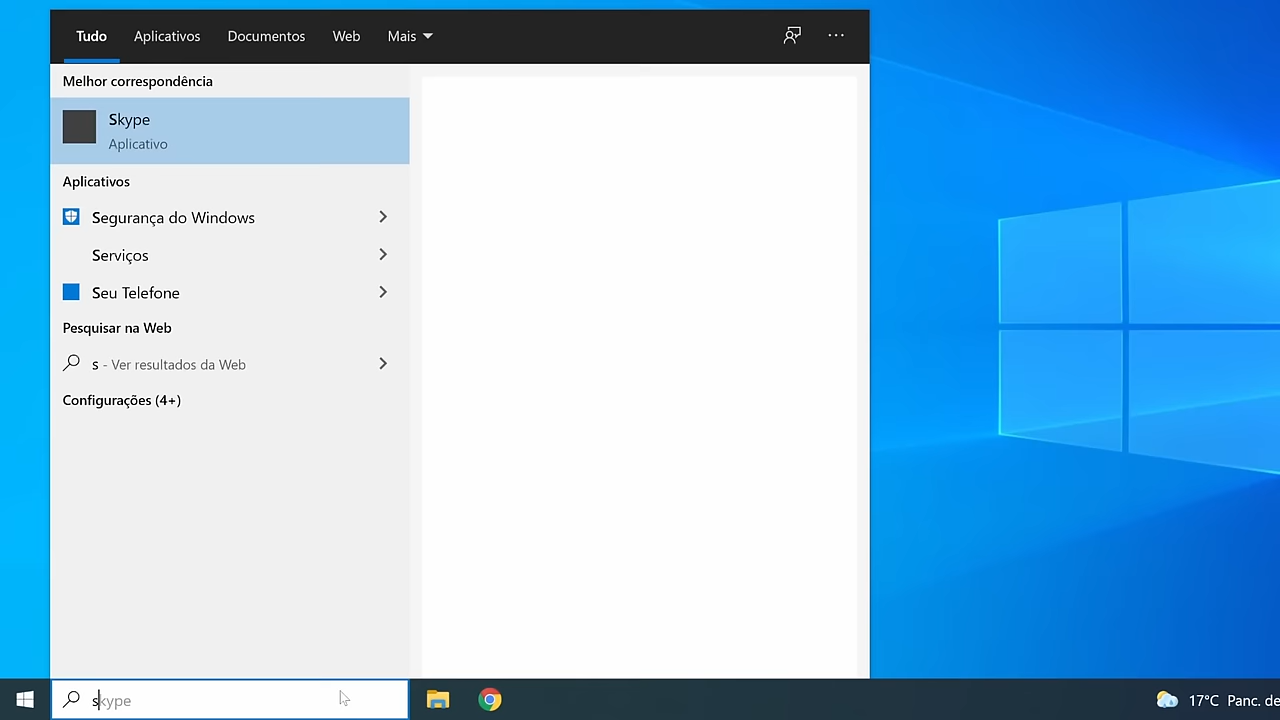 Tudo Aplicativos Documentos Web Mais
Melhor correspondência
Skype
Aplicativo
Aplicativos
Segurança do Windows
Serviços
Seu Telefone
Pesquisar na Web
s - Ver resultados da Web
Configurações (4+)
skype
17°C Panc. de